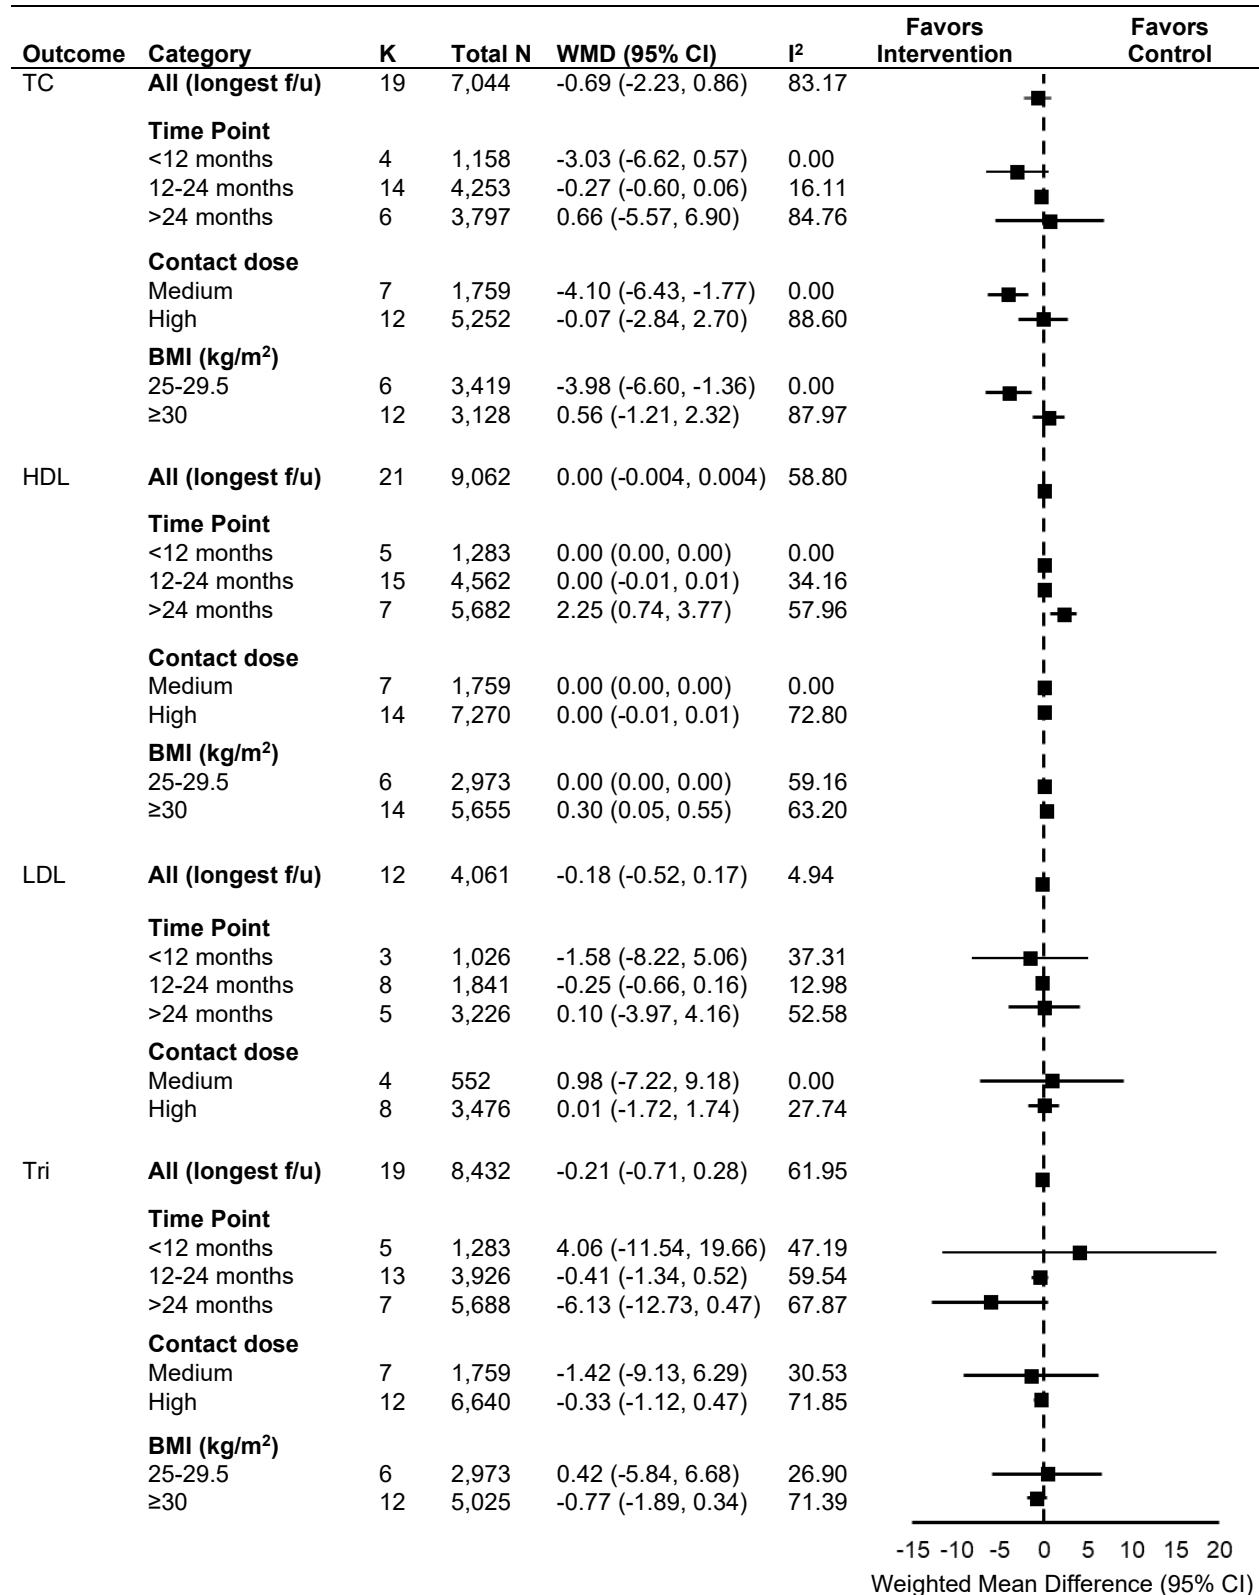 Outcome Category K Total N WMD (95% CI) I² Favors Intervention Favors Control
TC All (longest f/u) 19 7,044 -0.69 (-2.23, 0.86) 83.17
Time Point
<12 months 4 1,158 -3.03 (-6.62, 0.57) 0.00
12-24 months 14 4,253 -0.27 (-0.60, 0.06) 16.11
>24 months 6 3,797 0.66 (-5.57, 6.90) 84.76
Contact dose
Medium 7 1,759 -4.10 (-6.43, -1.77) 0.00
High 12 5,252 -0.07 (-2.84, 2.70) 88.60
BMI (kg/m²)
25-29.5 6 3,419 -3.98 (-6.60, -1.36) 0.00
≥30 12 3,128 0.56 (-1.21, 2.32) 87.97
HDL All (longest f/u) 21 9,062 0.00 (-0.004, 0.004) 58.80
Time Point
<12 months 5 1,283 0.00 (0.00, 0.00) 0.00
12-24 months 15 4,562 0.00 (-0.01, 0.01) 34.16
>24 months 7 5,682 2.25 (0.74, 3.77) 57.96
Contact dose
Medium 7 1,759 0.00 (0.00, 0.00) 0.00
High 14 7,270 0.00 (-0.01, 0.01) 72.80
BMI (kg/m²)
25-29.5 6 2,973 0.00 (0.00, 0.00) 59.16
≥30 14 5,655 0.30 (0.05, 0.55) 63.20
LDL All (longest f/u) 12 4,061 -0.18 (-0.52, 0.17) 4.94
Time Point
<12 months 3 1,026 -1.58 (-8.22, 5.06) 37.31
12-24 months 8 1,841 -0.25 (-0.66, 0.16) 12.98
>24 months 5 3,226 0.10 (-3.97, 4.16) 52.58
Contact dose
Medium 4 552 0.98 (-7.22, 9.18) 0.00
High 8 3,476 0.01 (-1.72, 1.74) 27.74
Tri All (longest f/u) 19 8,432 -0.21 (-0.71, 0.28) 61.95
Time Point
<12 months 5 1,283 4.06 (-11.54, 19.66) 47.19
12-24 months 13 3,926 -0.41 (-1.34, 0.52) 59.54
>24 months 7 5,688 -6.13 (-12.73, 0.47) 67.87
Contact dose
Medium 7 1,759 -1.42 (-9.13, 6.29) 30.53
High 12 6,640 -0.33 (-1.12, 0.47) 71.85
BMI (kg/m²)
25-29.5 6 2,973 0.42 (-5.84, 6.68) 26.90
≥30 12 5,025 -0.77 (-1.89, 0.34) 71.39
-15 -10 -5 0 5 10 15 20
Weighted Mean Difference (95% CI)